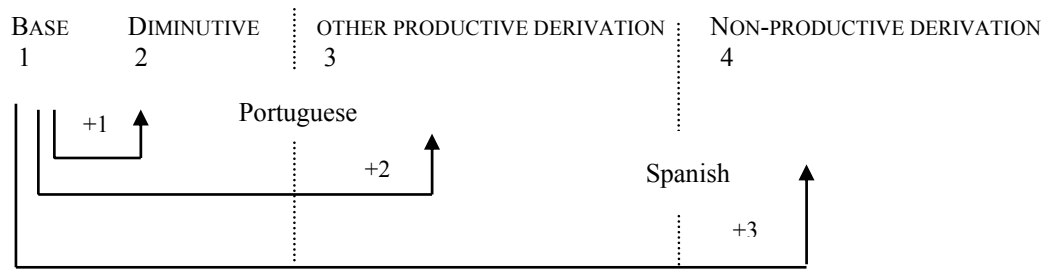 BASE DIMINUTIVE OTHER PRODUCTIVE DERIVATION NON-PRODUCTIVE DERIVATION
1 2 3 4
+1 Portuguese
+2 Spanish
+3